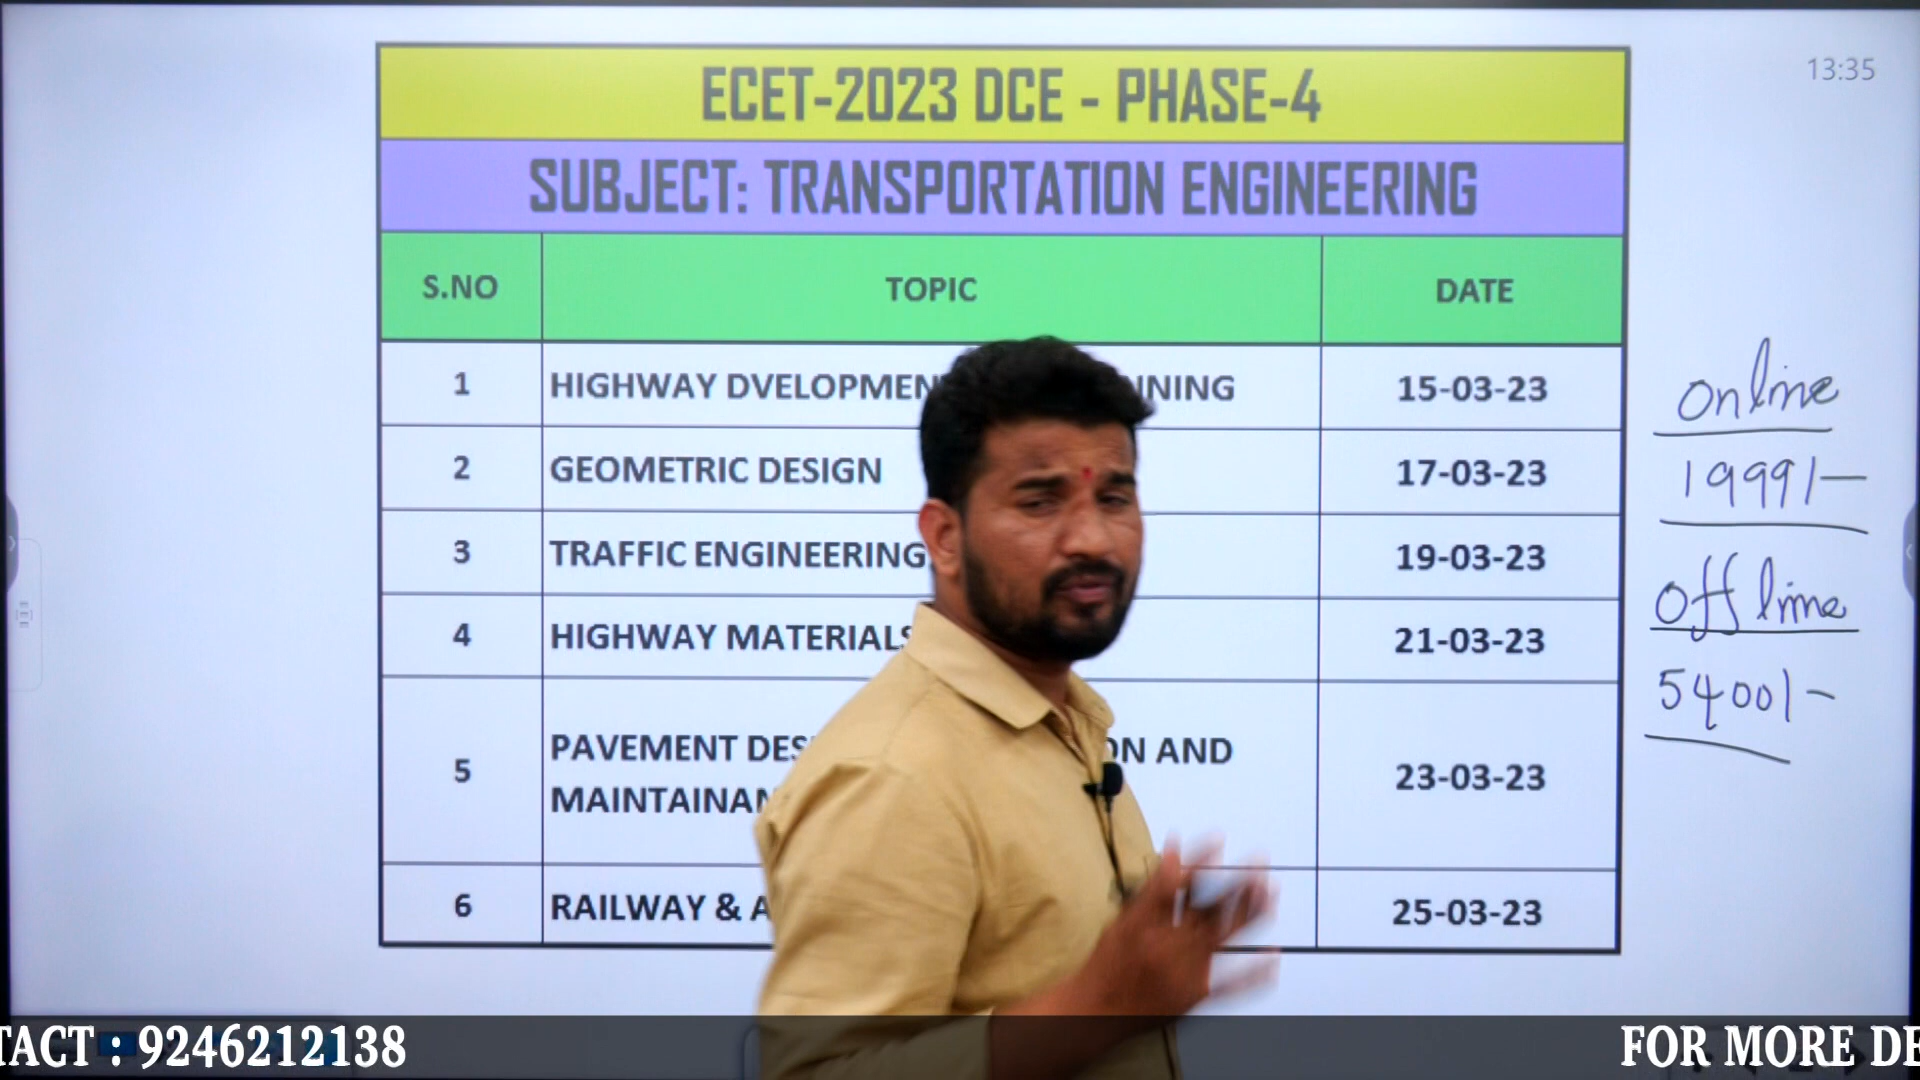 13:35
ECET-2023 DCE - PHASE-4
SUBJECT: TRANSPORTATION ENGINEERING
S.NO TOPIC DATE
1 HIGHWAY DVELOPMEN NNING 15-03-23
2 GEOMETRIC DESIGN 17-03-23
3 TRAFFIC ENGINEERING 19-03-23
4 HIGHWAY MATERIALS 21-03-23
5 PAVEMENT DES ON AND 23-03-23
MAINTAINAN
6 RAILWAY & A 25-03-23
Online
1999/-
Offline
5400/-
TACT : 9246212138
FOR MORE DE